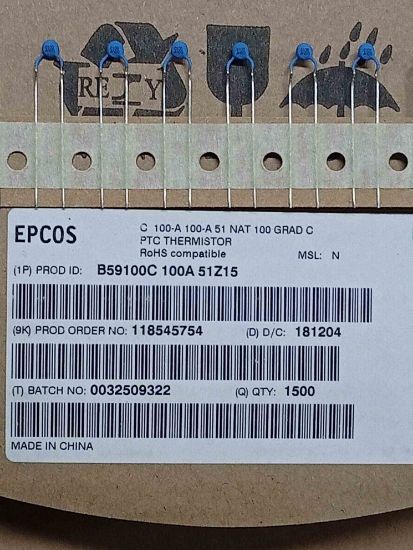 RE Y
EPCOS
C 100-A 100-A 51 NAT 100 GRAD C
PTC THERMISTOR
RoHS compatible MSL: N
(1P) PROD ID: B59100C 100A 51Z15
(9K) PROD ORDER NO: 118545754 (D) D/C: 181204
(T) BATCH NO: 0032509322 (Q) QTY: 1500
MADE IN CHINA